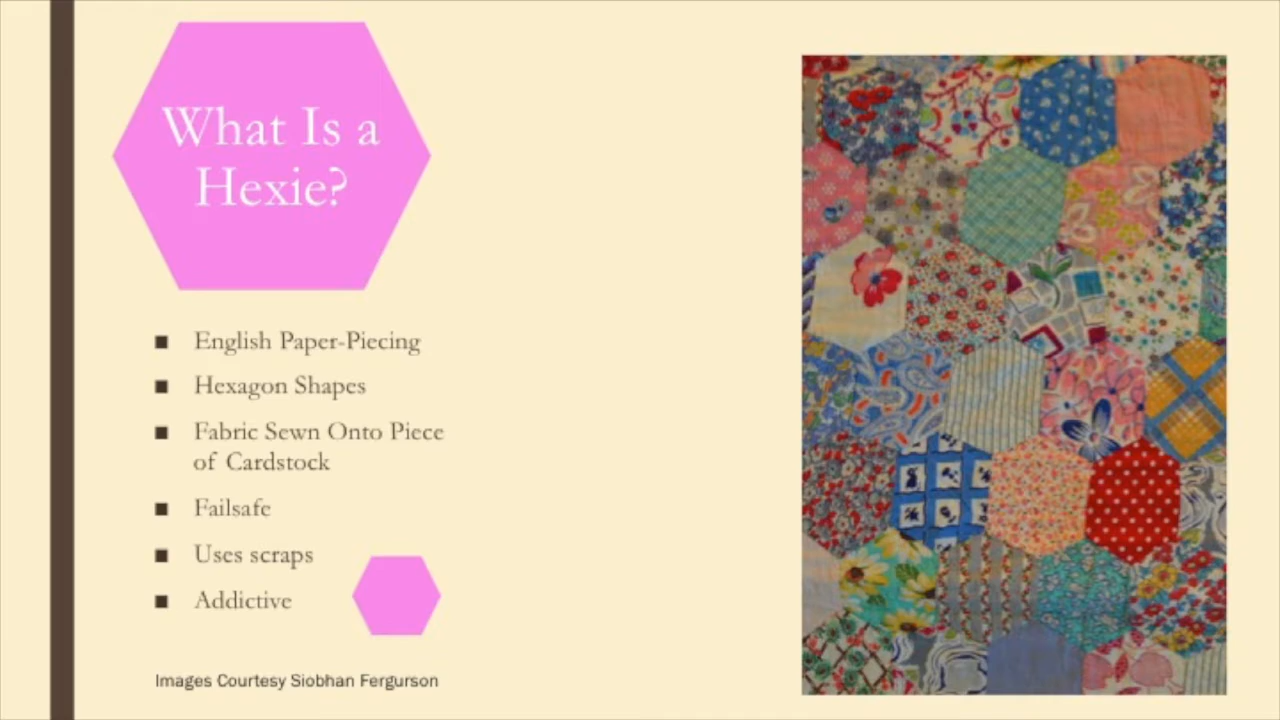 What Is a
Hexie?
English Paper-Piecing
Hexagon Shapes
Fabric Sewn Onto Piece
of Cardstock
Failsafe
Uses scraps
Addictive
Images Courtesy Siobhan Fergurson